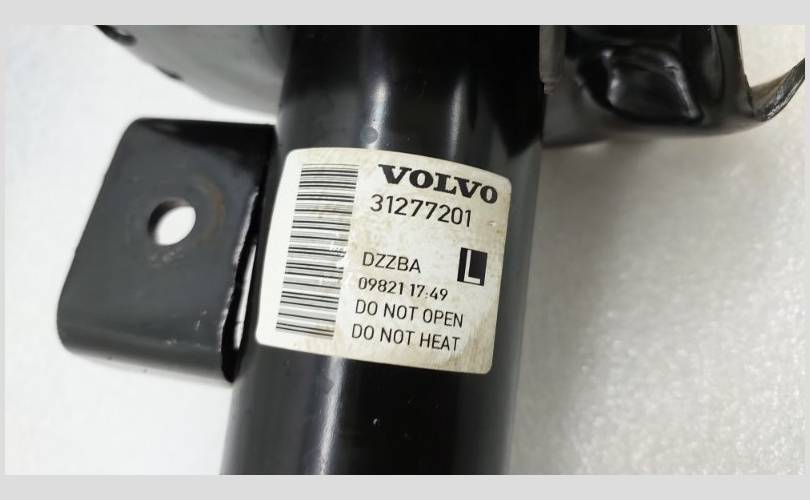 VOLVO
31277201
DZZBA L
09821 17:49
DO NOT OPEN
DO NOT HEAT